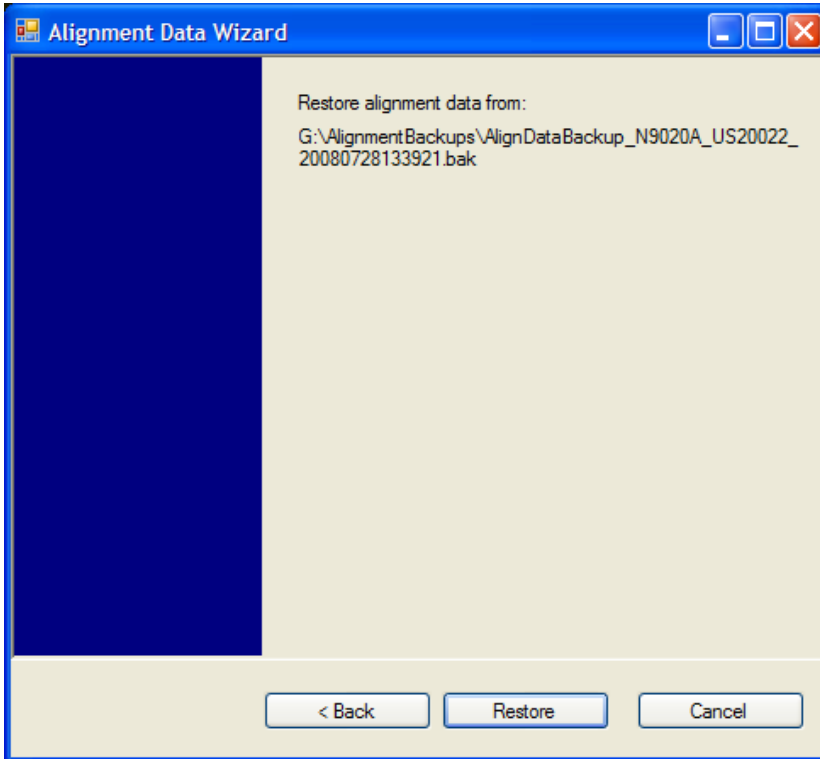 Alignment Data Wizard
Restore alignment data from:
G:\AlignmentBackups\AlignDataBackup_N9020A_US20022_
20080728133921.bak
< Back
Restore
Cancel